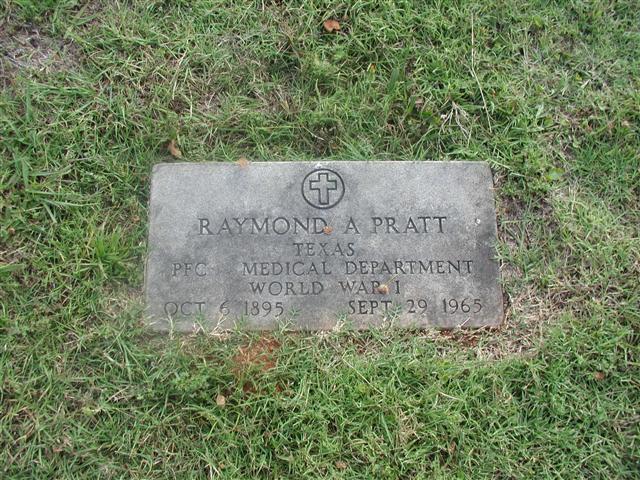 RAYMOND A PRATT
TEXAS
PFC MEDICAL DEPARTMENT
WORLD WAR I
OCT 6 1895 SEPT 29 1965